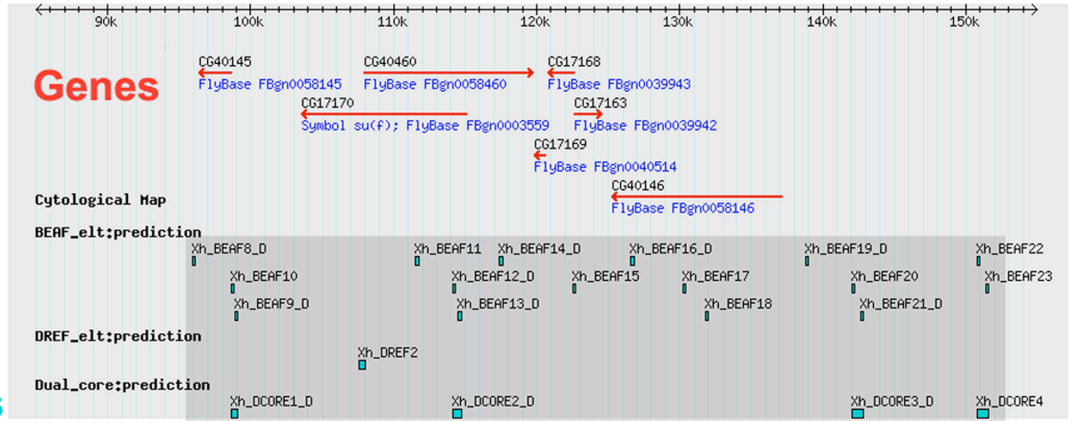 90k 100k 110k 120k 130k 140k 150k
Genes
CG40145 CG40460 CG17168
FlyBase FBgn0058145 FlyBase FBgn0058460 FlyBase FBgn0039943
CG17170 CG17163
Symbol su(f); FlyBase FBgn0003559 FlyBase FBgn0039942
CG17169
FlyBase FBgn0040514
CG40146
Cytological Map
FlyBase FBgn0058146
BEAF_elt:prediction
Xh_BEAF8_D Xh_BEAF11 Xh_BEAF14_D Xh_BEAF16_D Xh_BEAF19_D Xh_BEAF22
Xh_BEAF10 Xh_BEAF12_D Xh_BEAF15 Xh_BEAF17 Xh_BEAF20 Xh_BEAF23
Xh_BEAF9_D Xh_BEAF13_D Xh_BEAF18 Xh_BEAF21_D
DREF_elt:prediction
Xh_DREF2
Dual_core:prediction
Xh_DCORE1_D Xh_DCORE2_D Xh_DCORE3_D Xh_DCORE4